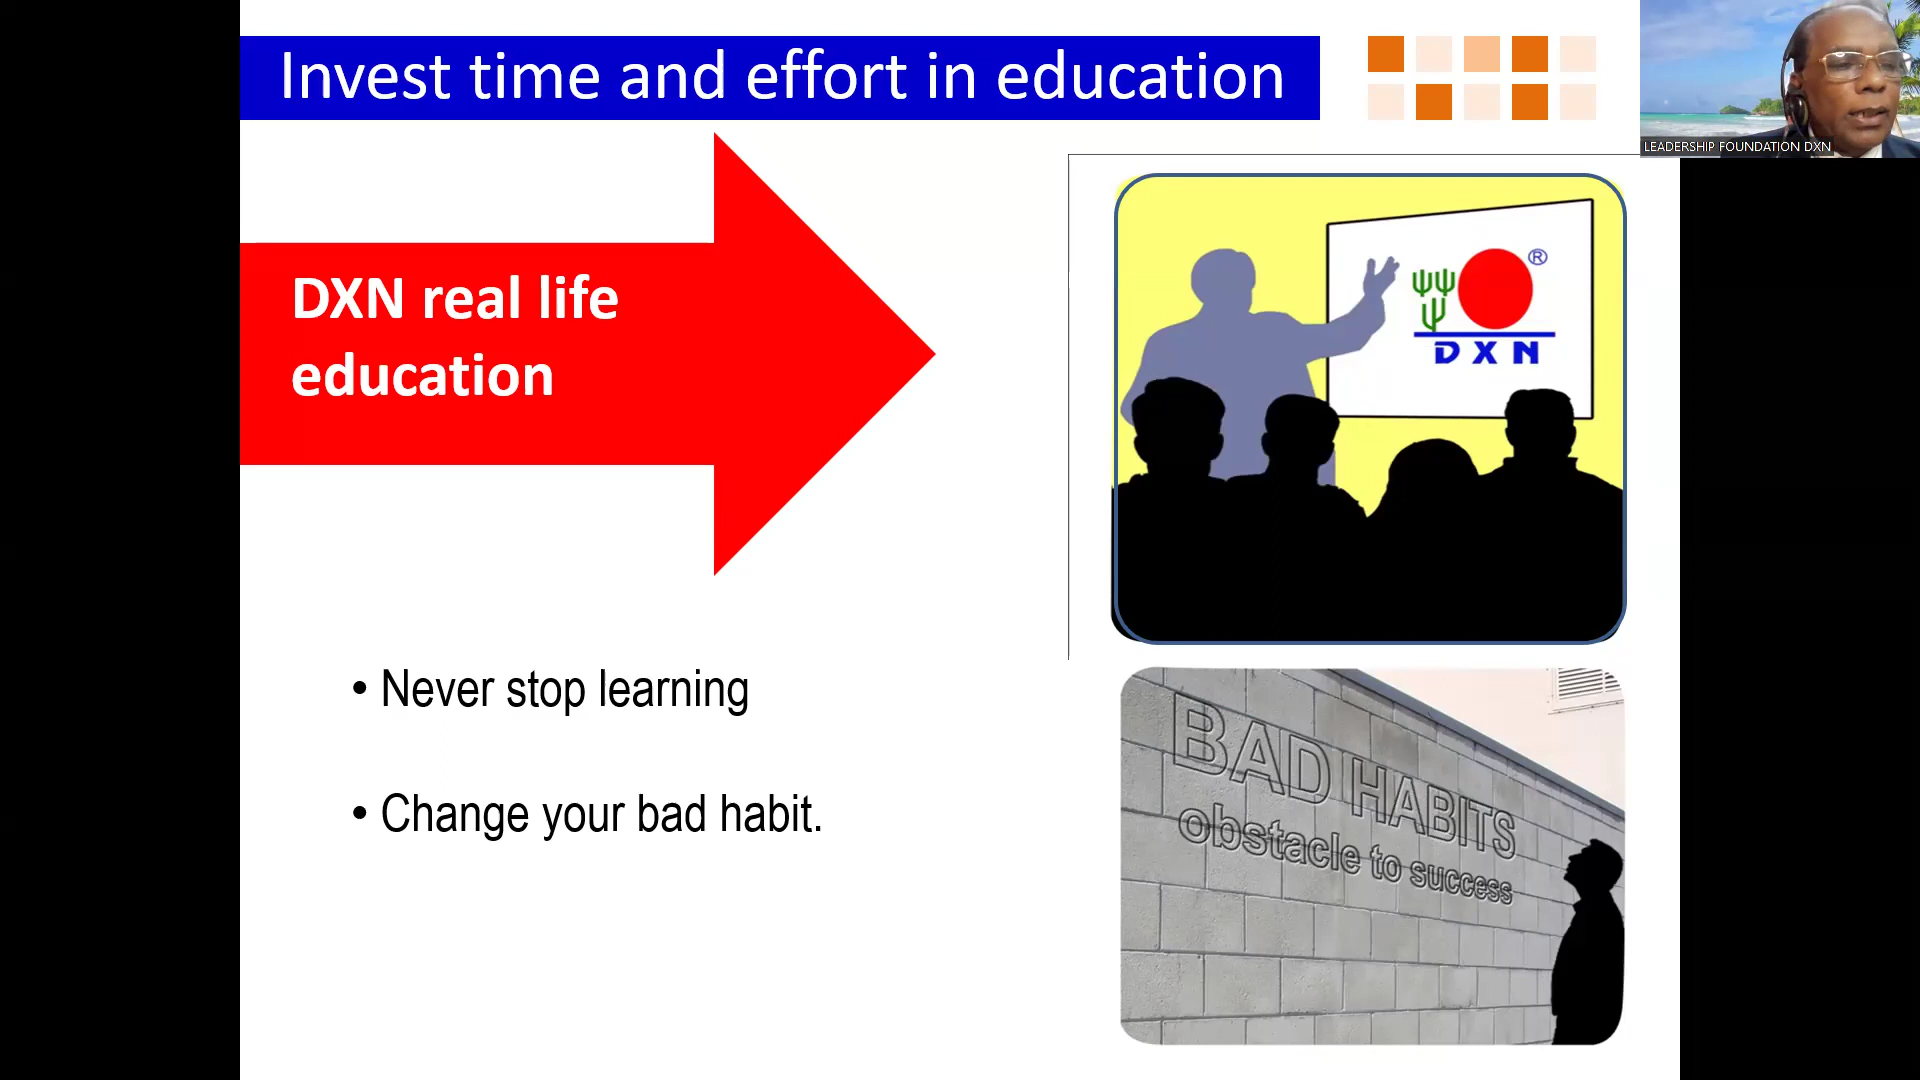 Invest time and effort in education
LEADERSHIP FOUNDATION DXN
DXN real life
education
®
DXN
• Never stop learning
• Change your bad habit.
BAD HABITS
obstacle to success